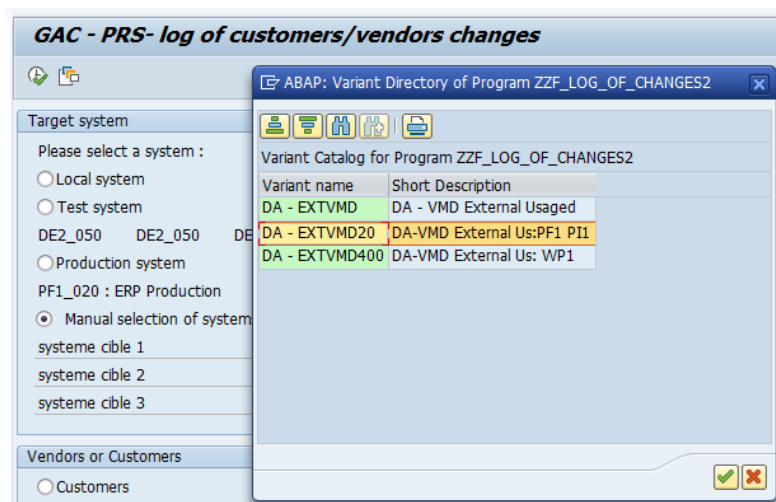 GAC - PRS- log of customers/vendors changes
ABAP: Variant Directory of Program ZZF_LOG_OF_CHANGES2
Target system
Please select a system :
Local system
Test system
DE2_050 DE2_050 DE
Production system
PF1_020 : ERP Production
Manual selection of system
systeme cible 1
systeme cible 2
systeme cible 3
Vendors or Customers
Customers
Variant Catalog for Program ZZF_LOG_OF_CHANGES2
Variant name Short Description
DA - EXTVMD DA - VMD External Usaged
DA - EXTVMD20 DA-VMD External Us:PF1 PI1
DA - EXTVMD400 DA-VMD External Us: WP1